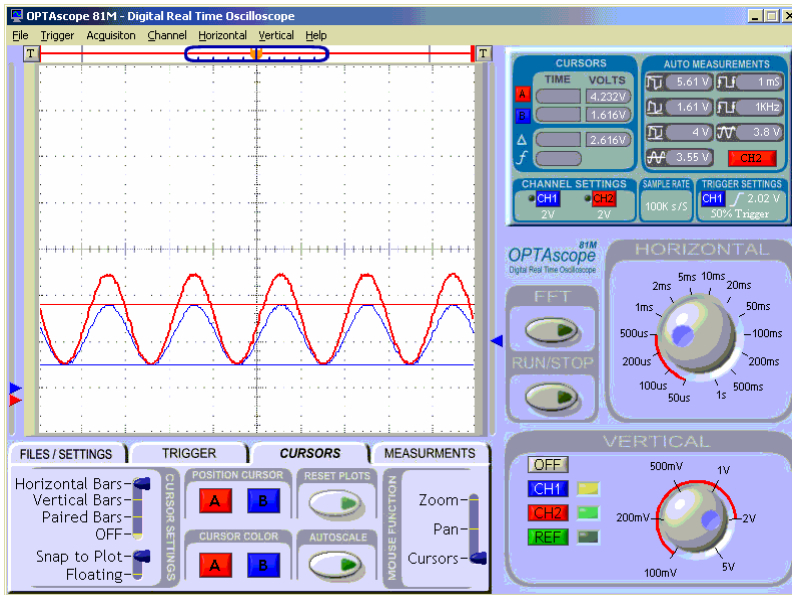 OPTAscope 81M - Digital Real Time Oscilloscope
File Trigger Acquisiton Channel Horizontal Vertical Help
T T
CURSORS
TIME VOLTS
A 4.232V
B 1.616V
Δ 2.616V
f
AUTO MEASUREMENTS
5.61 V 1 mS
1.61 V 1KHz
4 V 3.8 V
3.55 V CH2
CHANNEL SETTINGS
CH1 CH2
2V 2V
SAMPLE RATE
100K s/S
TRIGGER SETTINGS
CH1 2.02 V
50% Trigger
81M
OPTAscope
Digital Real Time Oscilloscope
FFT
RUN/STOP
HORIZONTAL
50us
100us
200us
500us
1ms
2ms
5ms
10ms
20ms
50ms
100ms
200ms
500ms
1s
FILES / SETTINGS TRIGGER CURSORS MEASURMENTS
Horizontal Bars
Vertical Bars
Paired Bars
OFF
Snap to Plot
Floating
CURSOR SETTINGS
POSITION CURSOR
A B
CURSOR COLOR
A B
RESET PLOTS
AUTOSCALE
MOUSE FUNCTION
Zoom
Pan
Cursors
VERTICAL
OFF
CH1
CH2
REF
100mV
200mV
500mV
1V
2V
5V